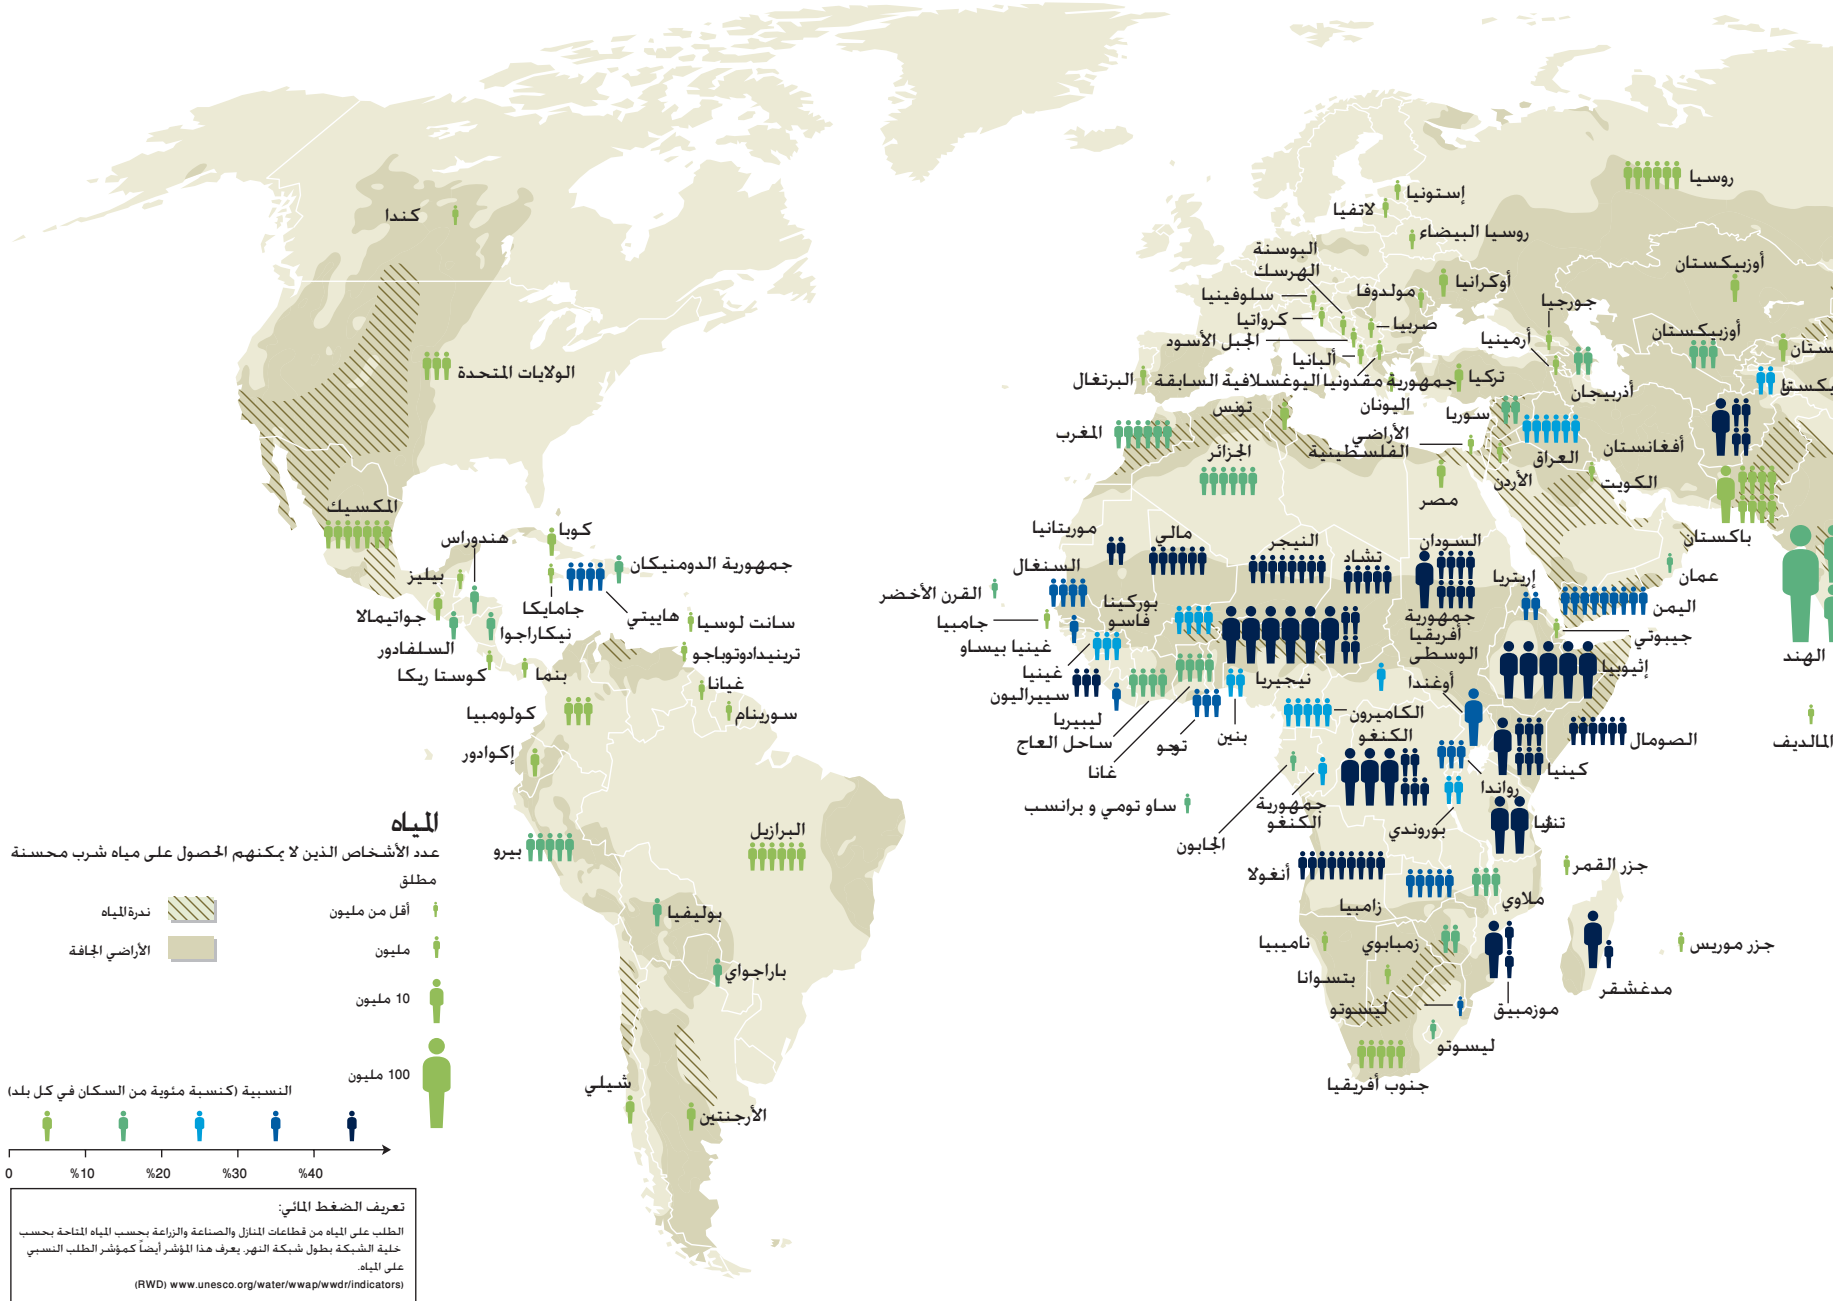 كندا
الولايات المتحدة
المكسيك
هندوراس
كوبا
جمهورية الدومنيكان
بيليز
جواتيمالا
جامايكا
هاييتي
السلفادور
نيكاراجوا
سانت لوسيا
ترينيدادوتوباجو
كوستا ريكا
بنما
غيانا
كولومبيا
سورينام
إكوادور
بيرو
البرازيل
بوليفيا
باراجواي
شيلي
الأرجنتين
روسيا
إستونيا
لاتفيا
روسيا البيضاء
البوسنة
الهرسك
أوكرانيا
مولدوفا
سلوفينيا
كرواتيا
صربيا
الجبل الأسود
ألبانيا
جمهورية مقدونيا اليوغسلافية السابقة
البرتغال
اليونان
تركيا
أوزبيكستان
جورجيا
أرمينيا
أوزبيكستان
أذربيجان
ستان
المغرب
تونس
الجزائر
سوريا
الأراضي
الفلسطينية
مصر
الأردن
العراق
الكويت
أفغانستان
باكستان
عمان
الهند
المالديف
موريتانيا
مالي
النيجر
تشاد
السودان
إريتريا
اليمن
جيبوتي
إثيوبيا
الصومال
القرن الأخضر
السنغال
جامبيا
غينيا بيساو
غينيا
سييراليون
ليبيريا
ساحل العاج
بوركينا
فاسو
غانا
توجو
بنين
نيجيريا
جمهورية
أفريقيا
الوسطى
الكاميرون
الكنغو
أوغندا
كينيا
رواندا
بوروندي
جمهورية
الكنغو
الجابون
ساو تومي و برانسب
أنغولا
زامبيا
ملاوي
جزر القمر
ناميبيا
زمبابوي
بتسوانا
ليسوتو
ليسوتو
جنوب أفريقيا
موزمبيق
مدغشقر
جزر موريس
المياه
عدد الأشخاص الذين لا يمكنهم الحصول على مياه شرب محسنة
مطلق
أقل من مليون
مليون
10 مليون
100 مليون
ندرة المياه
الأراضي الجافة
النسبية (كنسبة مئوية من السكان في كل بلد)
0 %10 %20 %30 %40
تعريف الضغط المائي:
الطلب على المياه من قطاعات المنازل والصناعة والزراعة بحسب المياه المتاحة بحسب
خلية الشبكة بطول شبكة النهر. يعرف هذا المؤشر أيضاً كمؤشر الطلب النسبي
على المياه.
(RWD) www.unesco.org/water/wwap/wwdr/indicators)